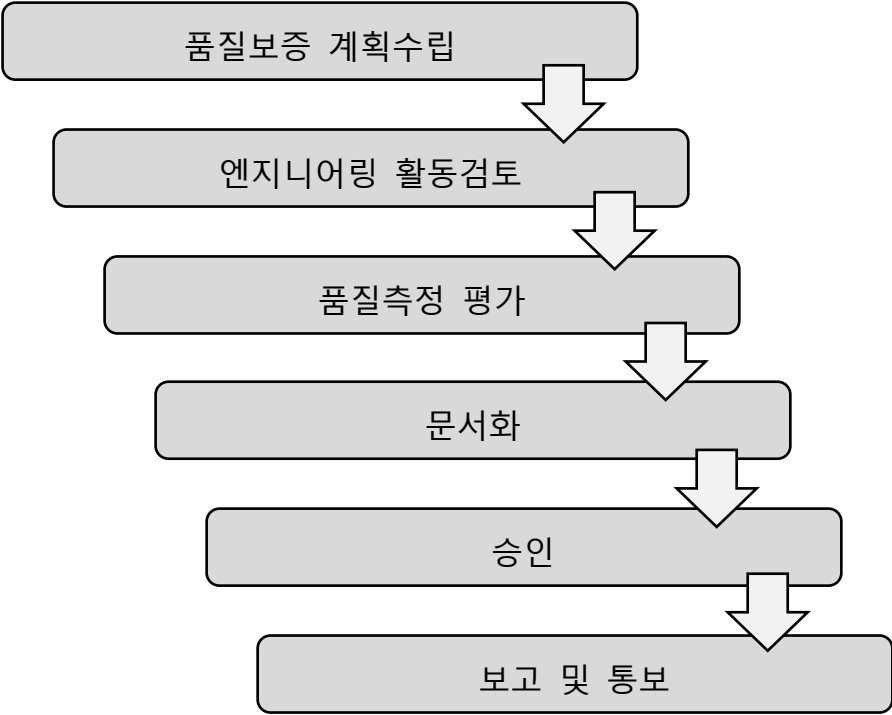 품질보증 계획수립
엔지니어링 활동검토
품질측정 평가
문서화
승인
보고 및 통보